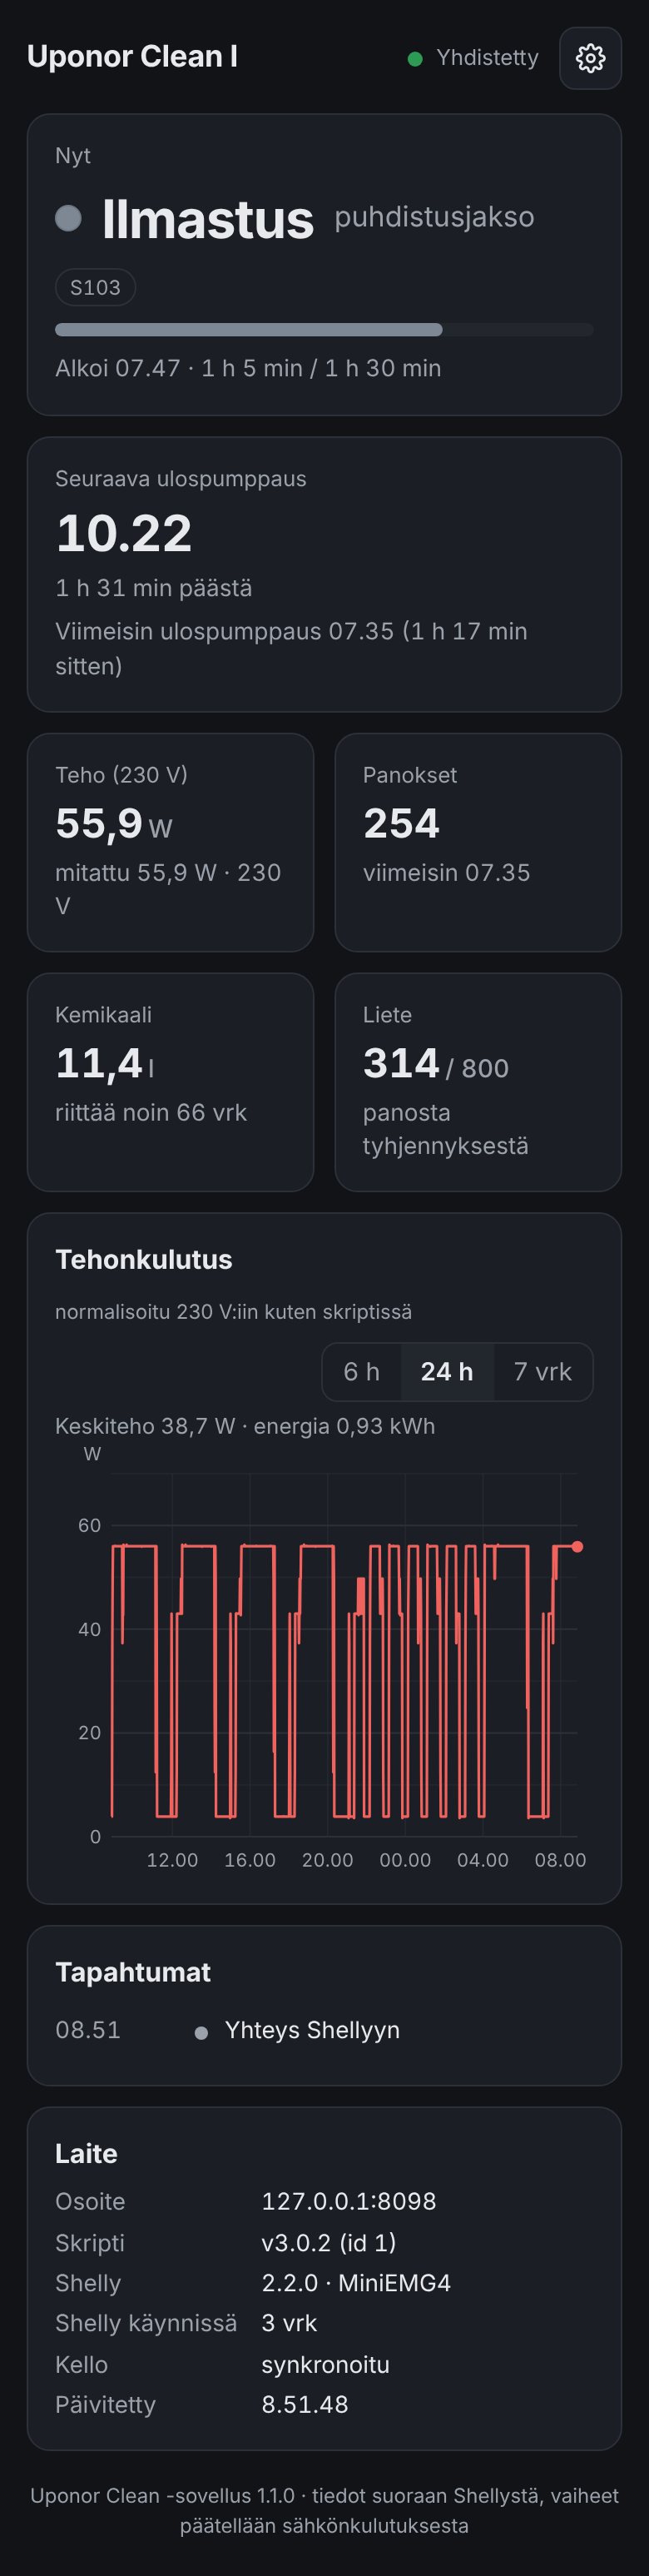 Uponor Clean I
Yhdistetty
Nyt
Ilmastus puhdistusjakso
S103
Alkoi 07.47 · 1 h 5 min / 1 h 30 min
Seuraava ulospumppaus
10.22
1 h 31 min päästä
Viimeisin ulospumppaus 07.35 (1 h 17 min
sitten)
Teho (230 V)
55,9 W
mitattu 55,9 W · 230
V
Panokset
254
viimeisin 07.35
Kemikaali
11,4 l
riittää noin 66 vrk
Liete
314 / 800
panosta
tyhjennyksestä
Tehonkulutus
normalisoitu 230 V:iin kuten skriptissä
6 h 24 h 7 vrk
Keskiteho 38,7 W · energia 0,93 kWh
W
60
40
20
0
12.00 16.00 20.00 00.00 04.00 08.00
Tapahtumat
08.51 Yhteys Shellyyn
Laite
Osoite 127.0.0.1:8098
Skripti v3.0.2 (id 1)
Shelly 2.2.0 · MiniEMG4
Shelly käynnissä 3 vrk
Kello synkronoitu
Päivitetty 8.51.48
Uponor Clean -sovellus 1.1.0 · tiedot suoraan Shellystä, vaiheet
päätellään sähkönkulutuksesta